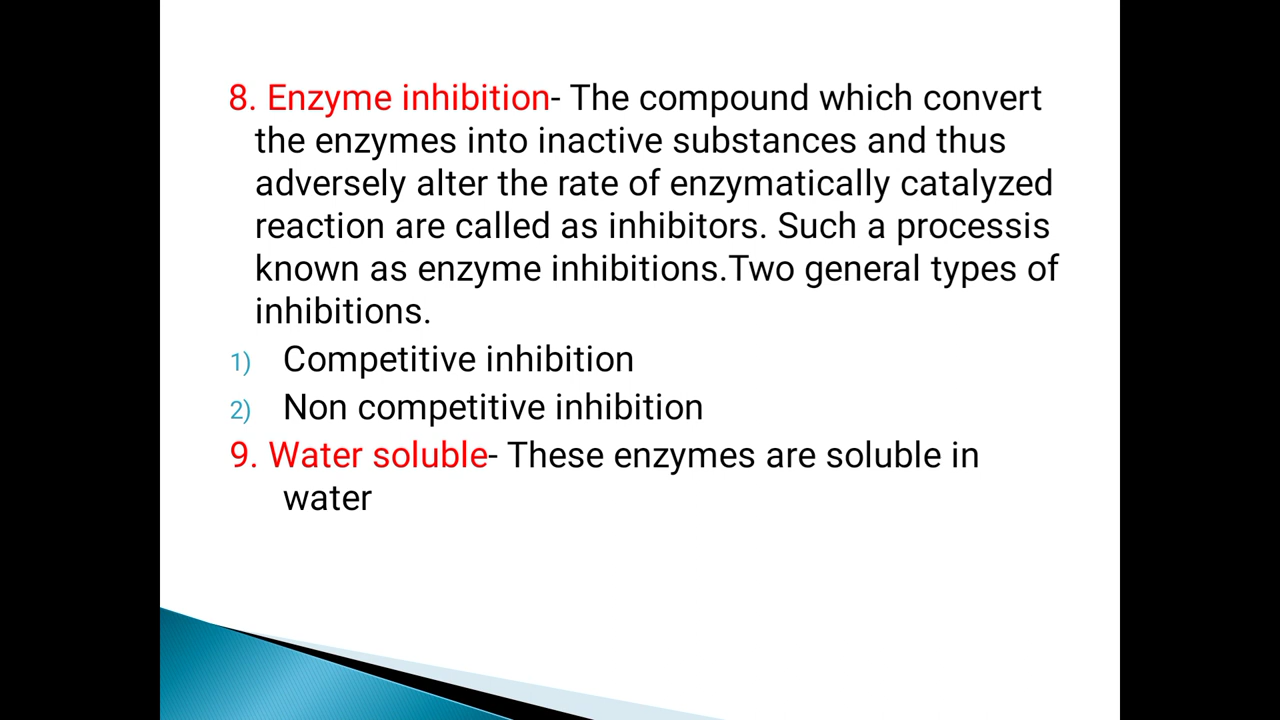 8. Enzyme inhibition- The compound which convert
the enzymes into inactive substances and thus
adversely alter the rate of enzymatically catalyzed
reaction are called as inhibitors. Such a processis
known as enzyme inhibitions.Two general types of
inhibitions.
1) Competitive inhibition
2) Non competitive inhibition
9. Water soluble- These enzymes are soluble in
water